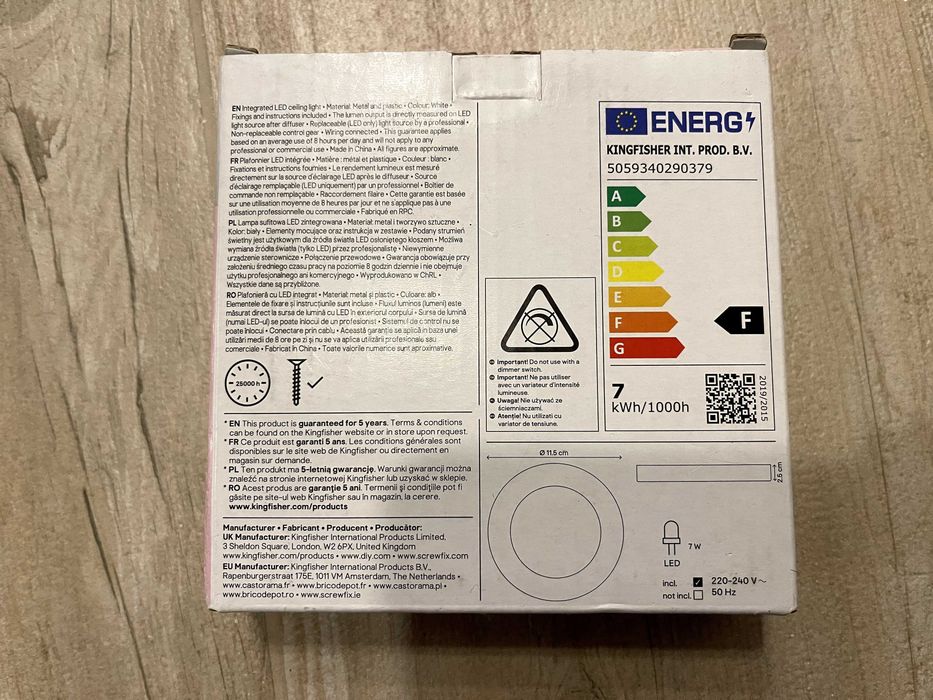 EN Integrated LED ceiling light • Material: Metal and plastic • Colour: White •
Fixings and instructions included • The lumen output is directly measured on LED
light source after diffuser • Replaceable (LED only) light source by a professional •
Non-replaceable control gear • Wiring connected • This guarantee applies
based on an average use of 8 hours per day and will not apply to any
professional or commercial use • Made in China • All figures are approximate.
FR Plafonnier LED intégrée • Matière : métal et plastique • Couleur : blanc •
Fixations et instructions fournies • Le rendement lumineux est mesuré
directement sur la source d'éclairage LED après le diffuseur • Source
d'éclairage remplaçable (LED uniquement) par un professionnel • Boîtier de
commande non remplaçable • Raccordement filaire • Cette garantie est basée
sur une utilisation moyenne de 8 heures par jour et ne s'applique pas à une
utilisation professionnelle ou commerciale • Fabriqué en RPC.
PL Lampa sufitowa LED zintegrowana • Materiał: metal i tworzywo sztuczne •
Kolor: biały • Elementy mocujące oraz instrukcja w zestawie • Podany strumień
świetlny jest użytkowym dla źródła światła LED osłoniętego kloszem • Możliwa
wymiana źródła światła (tylko LED) przez profesjonalistę • Niewymienne
urządzenie sterownicze • Połączenie przewodowe • Gwarancja obowiązuje przy
założeniu średniego czasu pracy na poziomie 8 godzin dziennie i nie obejmuje
użytku profesjonalnego ani komercyjnego • Wyprodukowano w ChRL •
Wszystkie dane są przybliżone.
RO Plafonieră cu LED integrat • Material: metal și plastic • Culoare: alb •
Elementele de fixare și instrucțiunile sunt incluse • Fluxul luminos (lumeni) este
măsurat direct la sursa de lumină cu LED în exteriorul corpului • Sursa de lumină
(numai LED-ul) se poate înlocui de un profesionist • Sistemul de control nu se
poate înlocui • Conectare prin cablu • Această garanție se aplică în baza unei
utilizări medii de 8 ore pe zi și nu se va aplica utilizării profesionale sau
comerciale • Fabricat în China • Toate valorile numerice sunt aproximative.
25000 h
* EN This product is guaranteed for 5 years. Terms & conditions
can be found on the Kingfisher website or in store upon request.
* FR Ce produit est garanti 5 ans. Les conditions générales sont
disponibles sur le site web de Kingfisher ou directement en
magasin sur demande.
* PL Ten produkt ma 5-letnią gwarancję. Warunki gwarancji można
znaleźć na stronie internetowej Kingfisher lub uzyskać w sklepie.
* RO Acest produs are garanție 5 ani. Termenii și condițiile pot fi
găsite pe site-ul web Kingfisher sau în magazin, la cerere.
www.kingfisher.com/products
Manufacturer • Fabricant • Producent • Producător:
UK Manufacturer: Kingfisher International Products Limited,
3 Sheldon Square, London, W2 6PX, United Kingdom
www.kingfisher.com/products • www.diy.com • www.screwfix.com
EU Manufacturer: Kingfisher International Products B.V.,
Rapenburgerstraat 175E, 1011 VM Amsterdam, The Netherlands •
www.castorama.fr • www.bricodepot.fr • www.castorama.pl •
www.bricodepot.ro • www.screwfix.ie
EN Important! Do not use with a
dimmer switch.
FR Important! Ne pas utiliser
avec un variateur d'intensité
lumineuse.
PL Uwaga! Nie używać ze
ściemniaczami.
RO Atenție! Nu utilizați cu
variator de tensiune.
ENERG
KINGFISHER INT. PROD. B.V.
5059340290379
A
B
C
D
E
F
G
F
7
kWh/1000h
2019/2015
Ø 11.5 cm
2.5 cm
7 W
LED
incl.
not incl.
220-240 V~
50 Hz